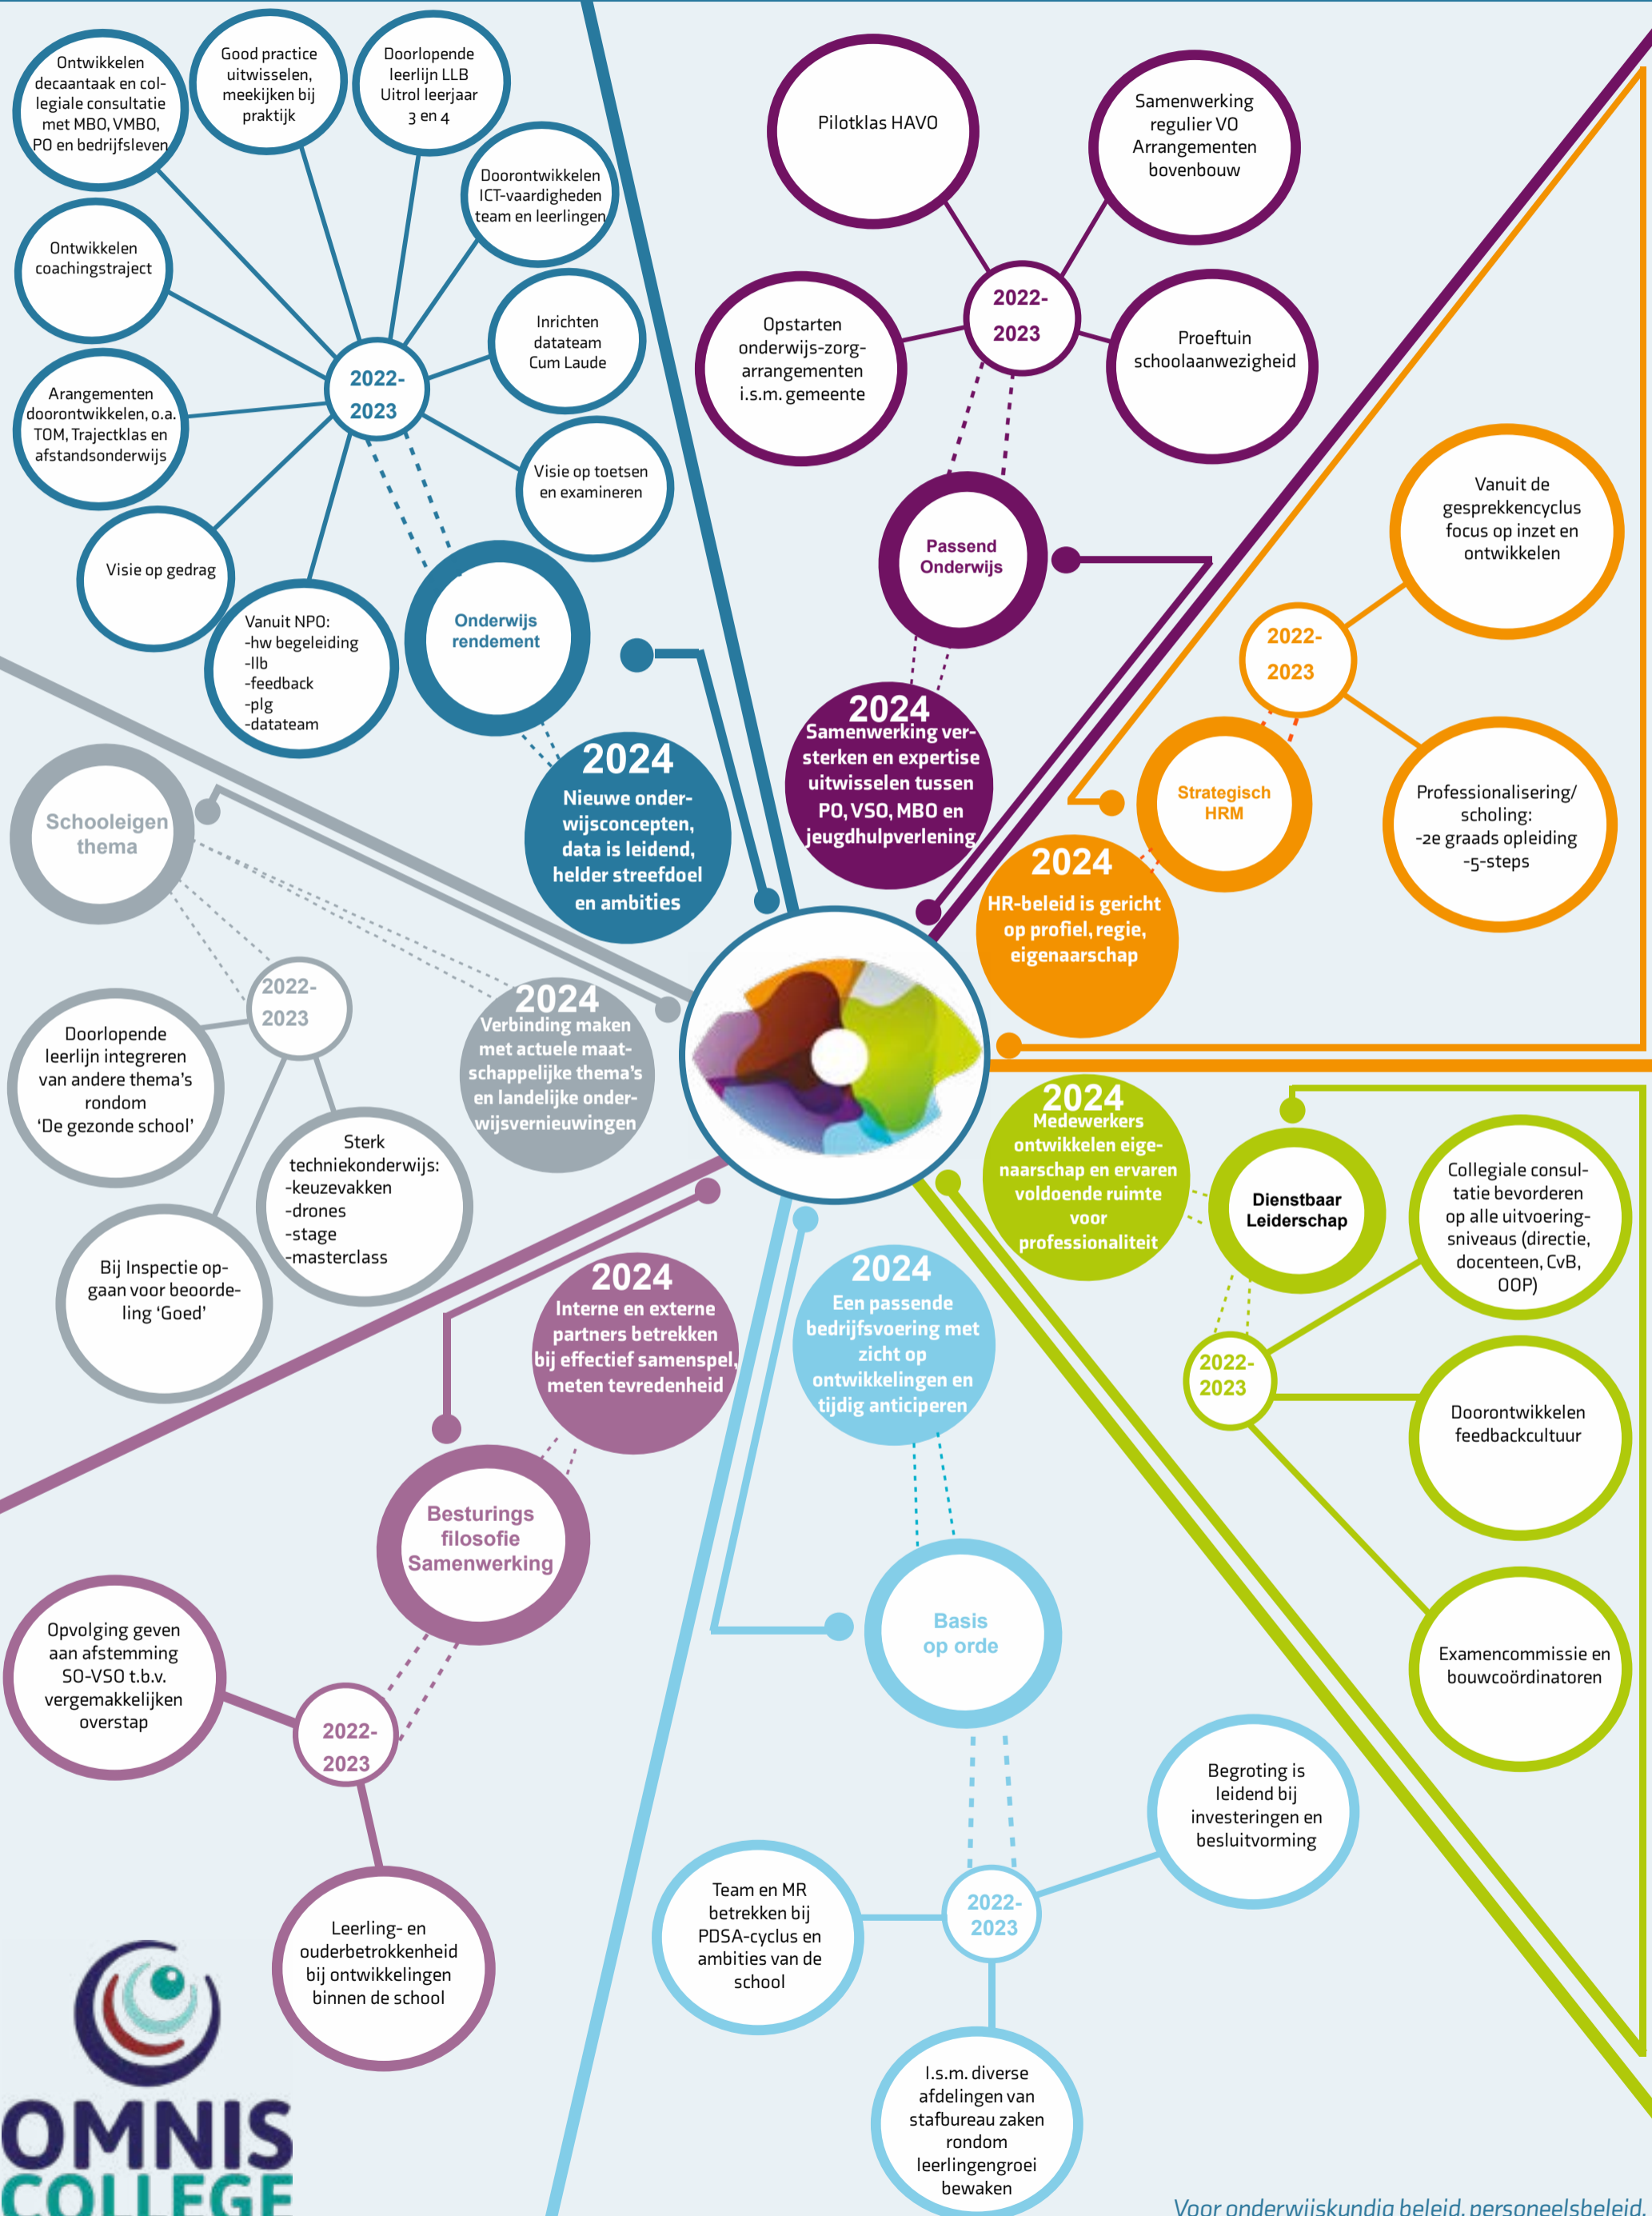 Ontwikkelen
decaantaak en col-
legiale consultatie
met MBO, VMBO,
PO en bedrijfsleven
Good practice
uitwisselen,
meekijken bij
praktijk
Doorlopende
leerlijn LLB
Uitrol leerjaar
3 en 4
Doorontwikkelen
ICT-vaardigheden
team en leerlingen
Ontwikkelen
coachingstraject
Inrichten
datateam
Cum Laude
2022-
2023
Arangementen
doorontwikkelen, o.a.
TOM, Trajectklas en
afstandsonderwijs
Visie op toetsen
en examineren
Visie op gedrag
Vanuit NPO:
-hw begeleiding
-llb
-feedback
-plg
-datateam
Onderwijs
rendement
2024
Nieuwe onder-
wijsconcepten,
data is leidend,
helder streefdoel
en ambities
Pilotklas HAVO
Samenwerking
regulier VO
Arrangementen
bovenbouw
2022-
2023
Opstarten
onderwijs-zorg-
arrangementen
i.s.m. gemeente
Proeftuin
schoolaanwezigheid
Passend
Onderwijs
2024
Samenwerking ver-
sterken en expertise
uitwisselen tussen
PO, VSO, MBO en
jeugdhulpverlening
Vanuit de
gesprekkencyclus
focus op inzet en
ontwikkelen
2022-
2023
Strategisch
HRM
Professionalisering/
scholing:
-2e graads opleiding
-5-steps
2024
HR-beleid is gericht
op profiel, regie,
eigenaarschap
Schooleigen
thema
2022-
2023
2024
Verbinding maken
met actuele maat-
schappelijke thema's
en landelijke onder-
wijsvernieuwingen
Doorlopende
leerlijn integreren
van andere thema's
rondom
‘De gezonde school’
Sterk
techniekonderwijs:
-keuzevakken
-drones
-stage
-masterclass
Bij Inspectie op-
gaan voor beoorde-
ling ‘Goed’
2024
Medewerkers
ontwikkelen eige-
naarschap en ervaren
voldoende ruimte
voor
professionaliteit
Dienstbaar
Leiderschap
Collegiale consul-
tatie bevorderen
op alle uitvoering-
sniveaus (directie,
docenteen, CvB,
OOP)
2022-
2023
Doorontwikkelen
feedbackcultuur
Examencommissie en
bouwcoördinatoren
2024
Interne en externe
partners betrekken
bij effectief samenspel,
meten tevredenheid
Besturings
filosofie
Samenwerking
Opvolging geven
aan afstemming
SO-VSO t.b.v.
vergemakkelijken
overstap
2022-
2023
Leerling- en
ouderbetrokkenheid
bij ontwikkelingen
binnen de school
2024
Een passende
bedrijfsvoering met
zicht op
ontwikkelingen en
tijdig anticiperen
Basis
op orde
Begroting is
leidend bij
investeringen en
besluitvorming
2022-
2023
Team en MR
betrekken bij
PDSA-cyclus en
ambities van de
school
I.s.m. diverse
afdelingen van
stafbureau zaken
rondom
leerlingengroei
bewaken
OMNIS
COLLEGE
Voor onderwijskundig beleid, personeelsbeleid,